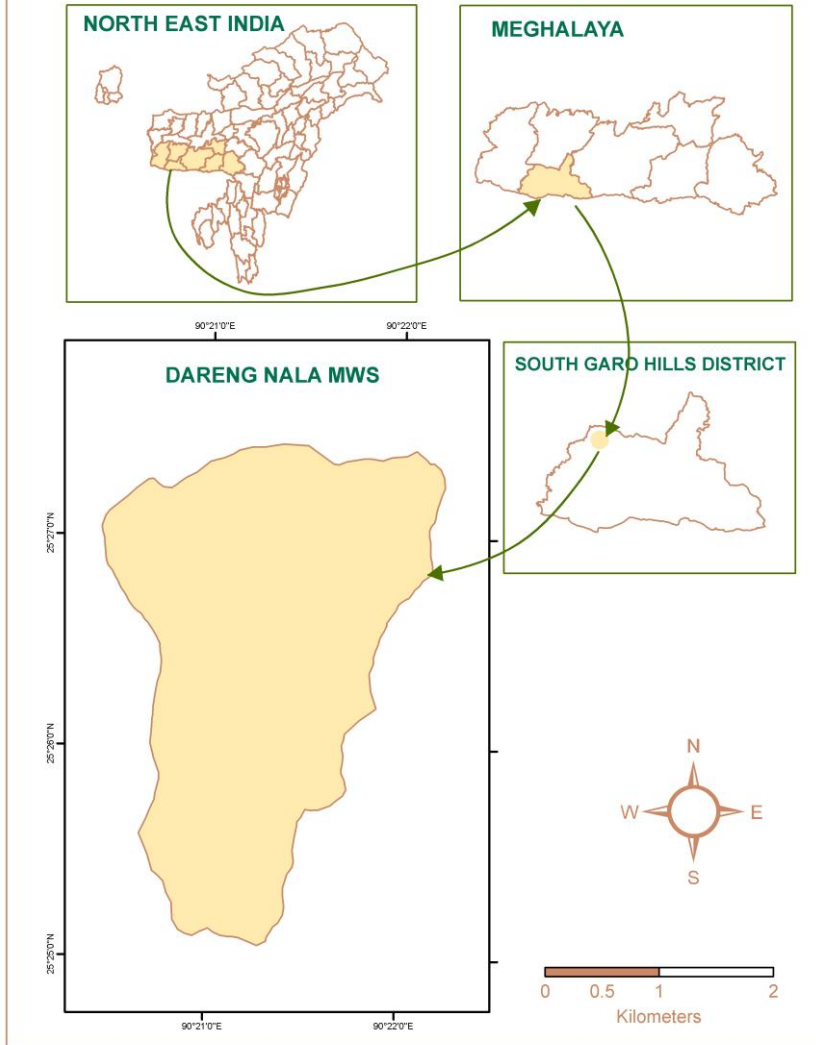 NORTH EAST INDIA
MEGHALAYA
90°21'0"E
90°22'0"E
DARENG NALA MWS
SOUTH GARO HILLS DISTRICT
25°27'0"N
25°26'0"N
25°25'0"N
90°21'0"E
90°22'0"E
N
W
E
S
0
0.5
1
2
Kilometers